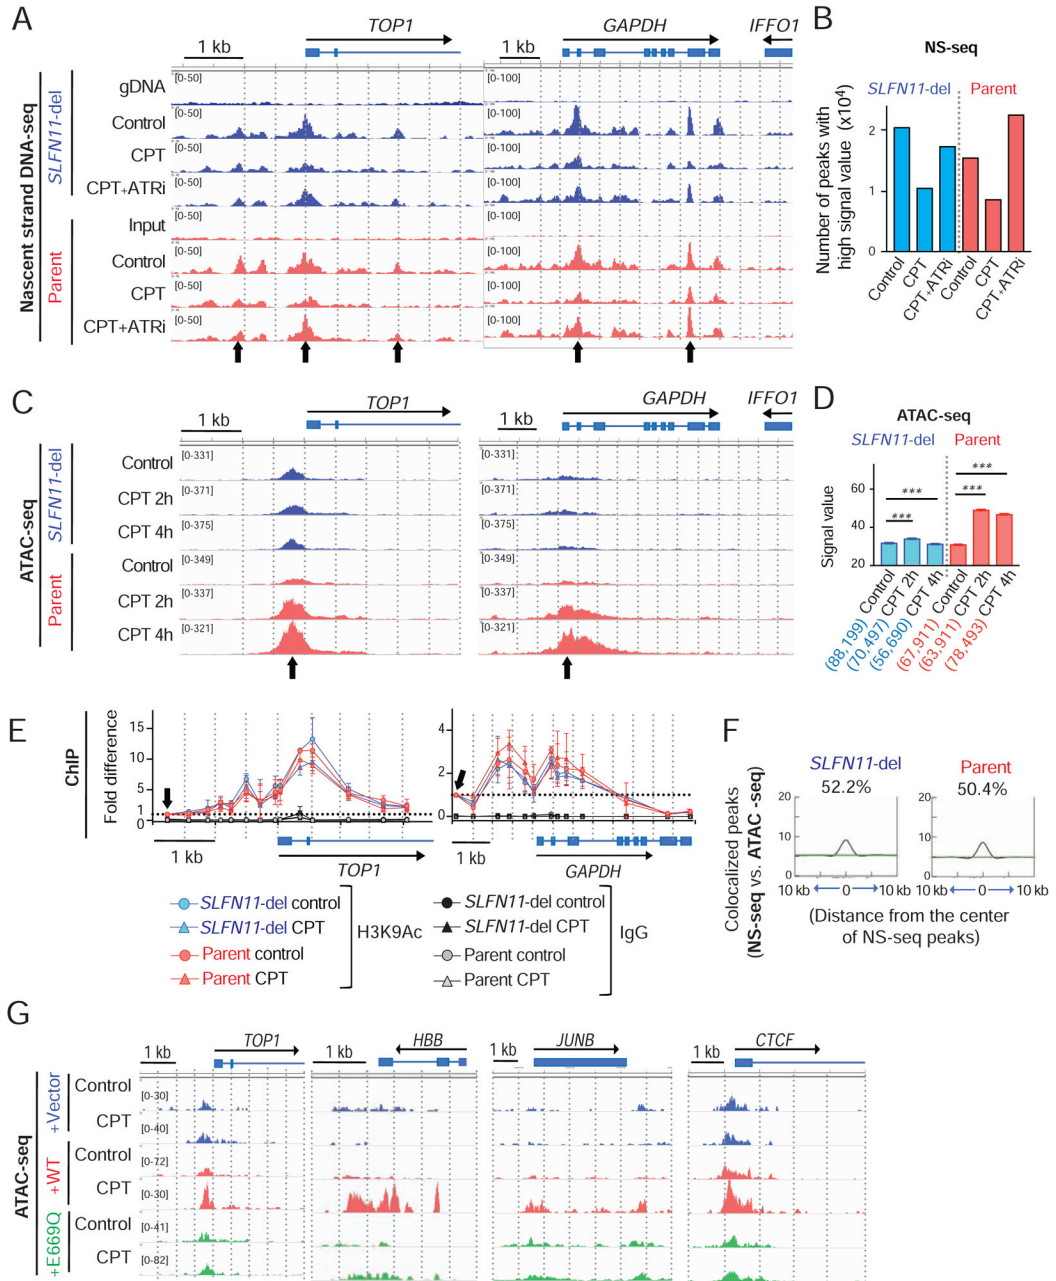 A
TOP1
GAPDH
IFFO1
1 kb
1 kb
Nascent strand DNA-seq
SLFN11-del
Parent
gDNA
[0-50]
[0-100]
Control
[0-50]
[0-100]
CPT
[0-50]
[0-100]
CPT+ATRi
[0-50]
[0-100]
Input
[0-50]
[0-100]
Control
[0-50]
[0-100]
CPT
[0-50]
[0-100]
CPT+ATRi
[0-50]
[0-100]
B
NS-seq
SLFN11-del
Parent
Number of peaks with
high signal value (x10⁴)
2
1
0
Control
CPT
CPT+ATRi
Control
CPT
CPT+ATRi
C
TOP1
GAPDH
IFFO1
1 kb
1 kb
ATAC-seq
SLFN11-del
Parent
Control
[0-331]
[0-331]
CPT 2h
[0-371]
[0-371]
CPT 4h
[0-375]
[0-375]
Control
[0-349]
[0-349]
CPT 2h
[0-337]
[0-337]
CPT 4h
[0-321]
[0-321]
D
ATAC-seq
SLFN11-del
Parent
Signal value
60
40
20
***
***
***
***
(88,199) Control
(70,497) CPT 2h
(56,690) CPT 4h
(67,911) Control
(63,911) CPT 2h
(78,493) CPT 4h
E
ChIP
Fold difference
15
10
5
1
0
4
2
0
1 kb
1 kb
TOP1
GAPDH
SLFN11-del control
SLFN11-del CPT
Parent control
Parent CPT
H3K9Ac
SLFN11-del control
SLFN11-del CPT
Parent control
Parent CPT
IgG
F
SLFN11-del
52.2%
Parent
50.4%
Colocalized peaks
(NS-seq vs. ATAC -seq)
20
10
0
20
10
0
10 kb
0
10 kb
10 kb
0
10 kb
(Distance from the center
of NS-seq peaks)
G
TOP1
HBB
JUNB
CTCF
1 kb
1 kb
1 kb
1 kb
ATAC-seq
+Vector
+WT
+E669Q
Control
[0-30]
CPT
[0-40]
Control
[0-72]
CPT
[0-30]
Control
[0-41]
CPT
[0-82]